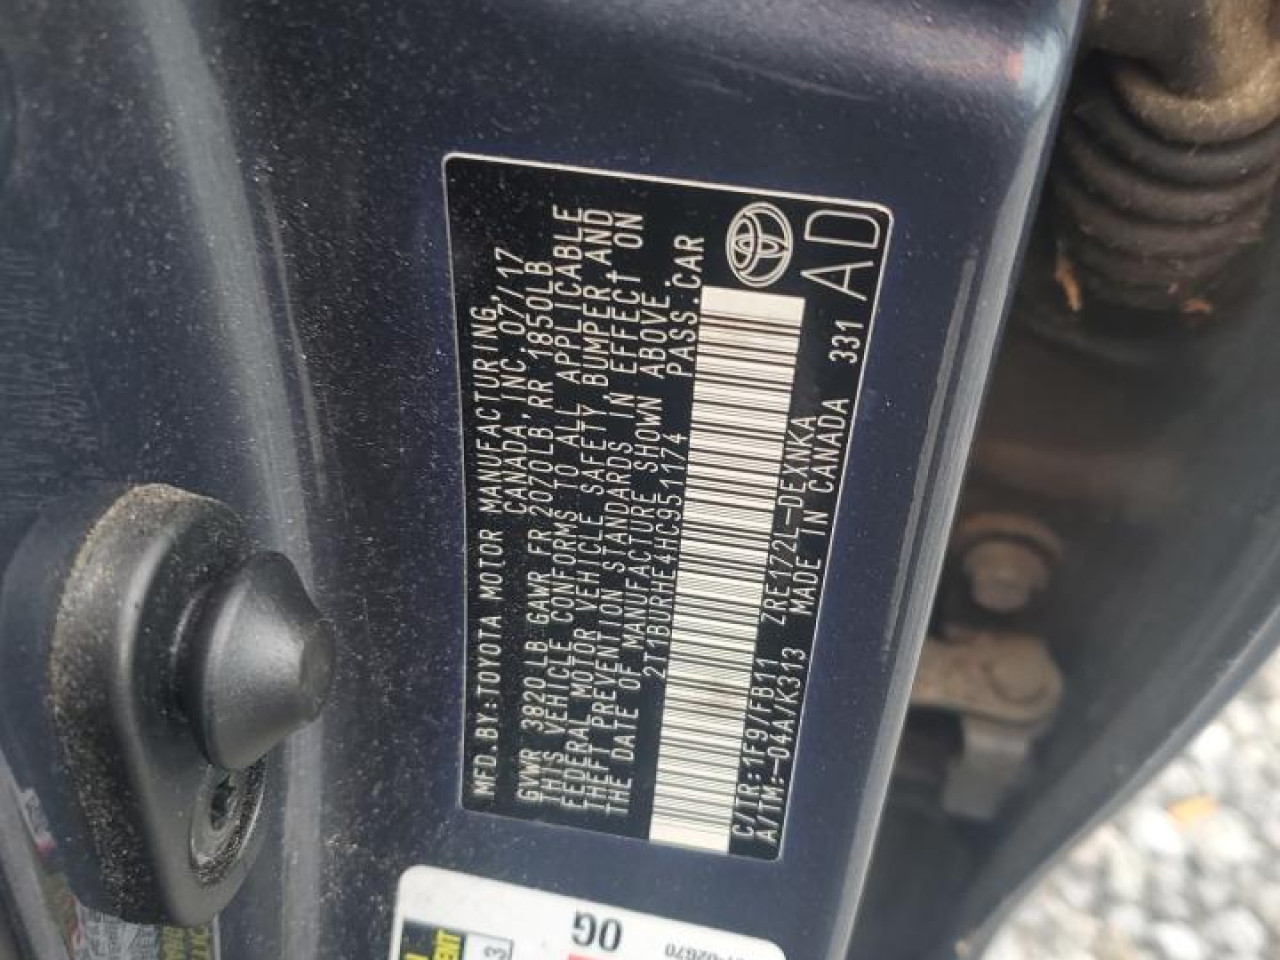 MFD.BY:TOYOTA MOTOR MANUFACTURING,
CANADA,INC.07/17
GVWR 3820LB GAWR FR 2070LB RR 1850LB
THIS VEHICLE CONFORMS TO ALL APPLICABLE
FEDERAL MOTOR VEHICLE SAFETY,BUMPER,AND
THEFT PREVENTION STANDARDS IN EFFECT ON
THE DATE OF MANUFACTURE SHOWN ABOVE.
2T1BURHE4HC951174 PASS.CAR
C/TR:1F9/FB11 ZRE172L-DEXNKA
A/TM:-04A/K313 MADE IN CANADA 331
AD
0G
3